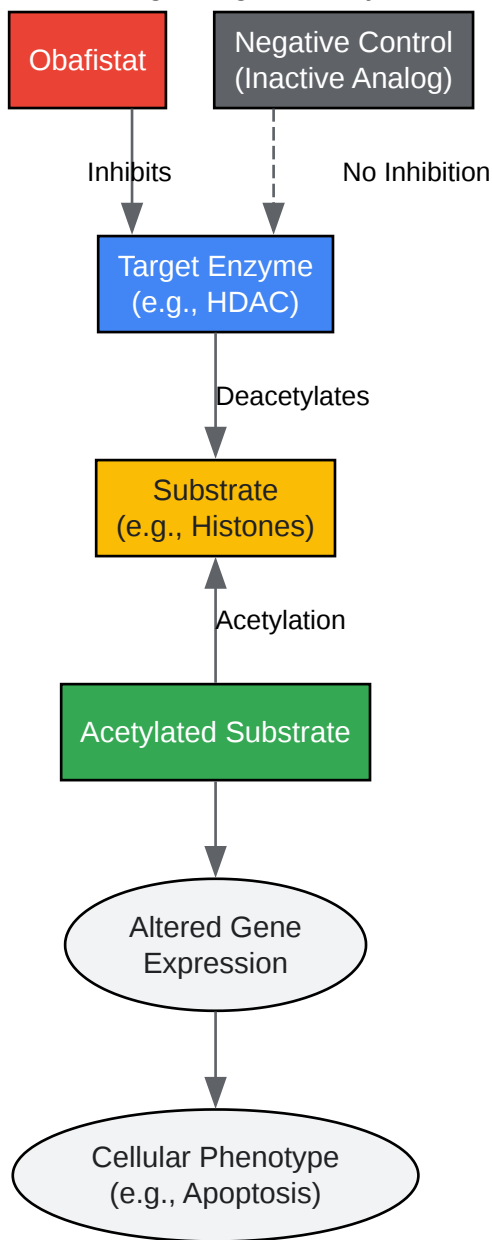 Obafistat
Negative Control
(Inactive Analog)
Inhibits
No Inhibition
Target Enzyme
(e.g., HDAC)
Deacetylates
Substrate
(e.g., Histones)
Acetylation
Acetylated Substrate
Altered Gene
Expression
Cellular Phenotype
(e.g., Apoptosis)